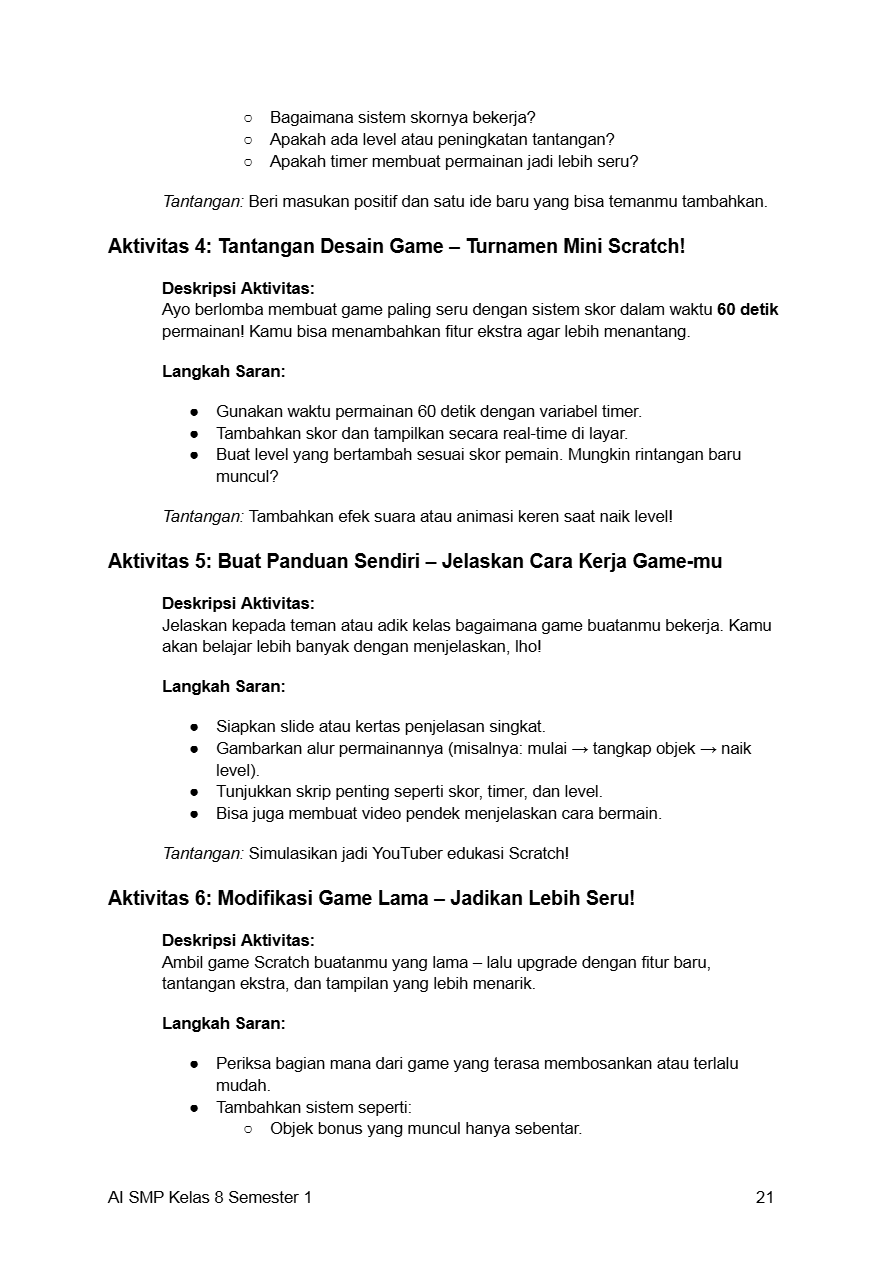 ○ Bagaimana sistem skornya bekerja?
○ Apakah ada level atau peningkatan tantangan?
○ Apakah timer membuat permainan jadi lebih seru?
Tantangan: Beri masukan positif dan satu ide baru yang bisa temanmu tambahkan.
Aktivitas 4: Tantangan Desain Game – Turnamen Mini Scratch!
Deskripsi Aktivitas:
Ayo berlomba membuat game paling seru dengan sistem skor dalam waktu 60 detik
permainan! Kamu bisa menambahkan fitur ekstra agar lebih menantang.
Langkah Saran:
● Gunakan waktu permainan 60 detik dengan variabel timer.
● Tambahkan skor dan tampilkan secara real-time di layar.
● Buat level yang bertambah sesuai skor pemain. Mungkin rintangan baru
muncul?
Tantangan: Tambahkan efek suara atau animasi keren saat naik level!
Aktivitas 5: Buat Panduan Sendiri – Jelaskan Cara Kerja Game-mu
Deskripsi Aktivitas:
Jelaskan kepada teman atau adik kelas bagaimana game buatanmu bekerja. Kamu
akan belajar lebih banyak dengan menjelaskan, lho!
Langkah Saran:
● Siapkan slide atau kertas penjelasan singkat.
● Gambarkan alur permainannya (misalnya: mulai → tangkap objek → naik
level).
● Tunjukkan skrip penting seperti skor, timer, dan level.
● Bisa juga membuat video pendek menjelaskan cara bermain.
Tantangan: Simulasikan jadi YouTuber edukasi Scratch!
Aktivitas 6: Modifikasi Game Lama – Jadikan Lebih Seru!
Deskripsi Aktivitas:
Ambil game Scratch buatanmu yang lama – lalu upgrade dengan fitur baru,
tantangan ekstra, dan tampilan yang lebih menarik.
Langkah Saran:
● Periksa bagian mana dari game yang terasa membosankan atau terlalu
mudah.
● Tambahkan sistem seperti:
○ Objek bonus yang muncul hanya sebentar.
AI SMP Kelas 8 Semester 1 21